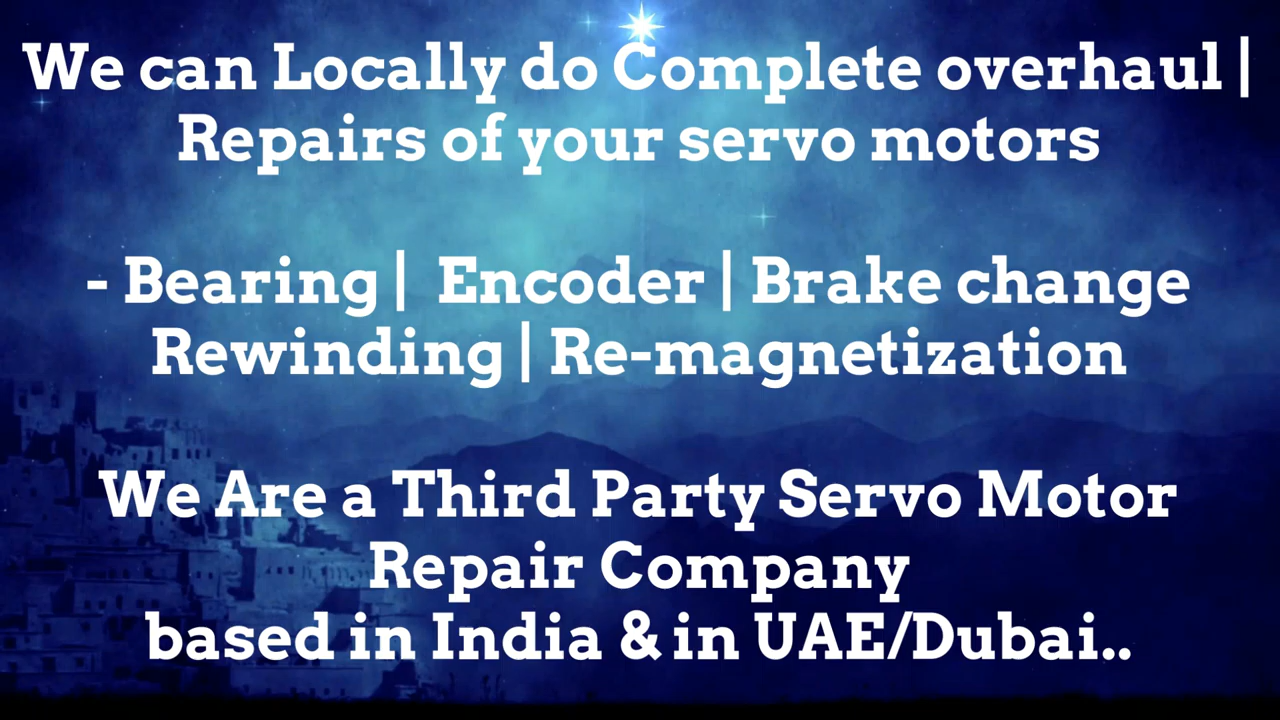 We can Locally do Complete overhaul |
Repairs of your servo motors
- Bearing | Encoder | Brake change
Rewinding | Re-magnetization
We Are a Third Party Servo Motor
Repair Company
based in India & in UAE/Dubai..